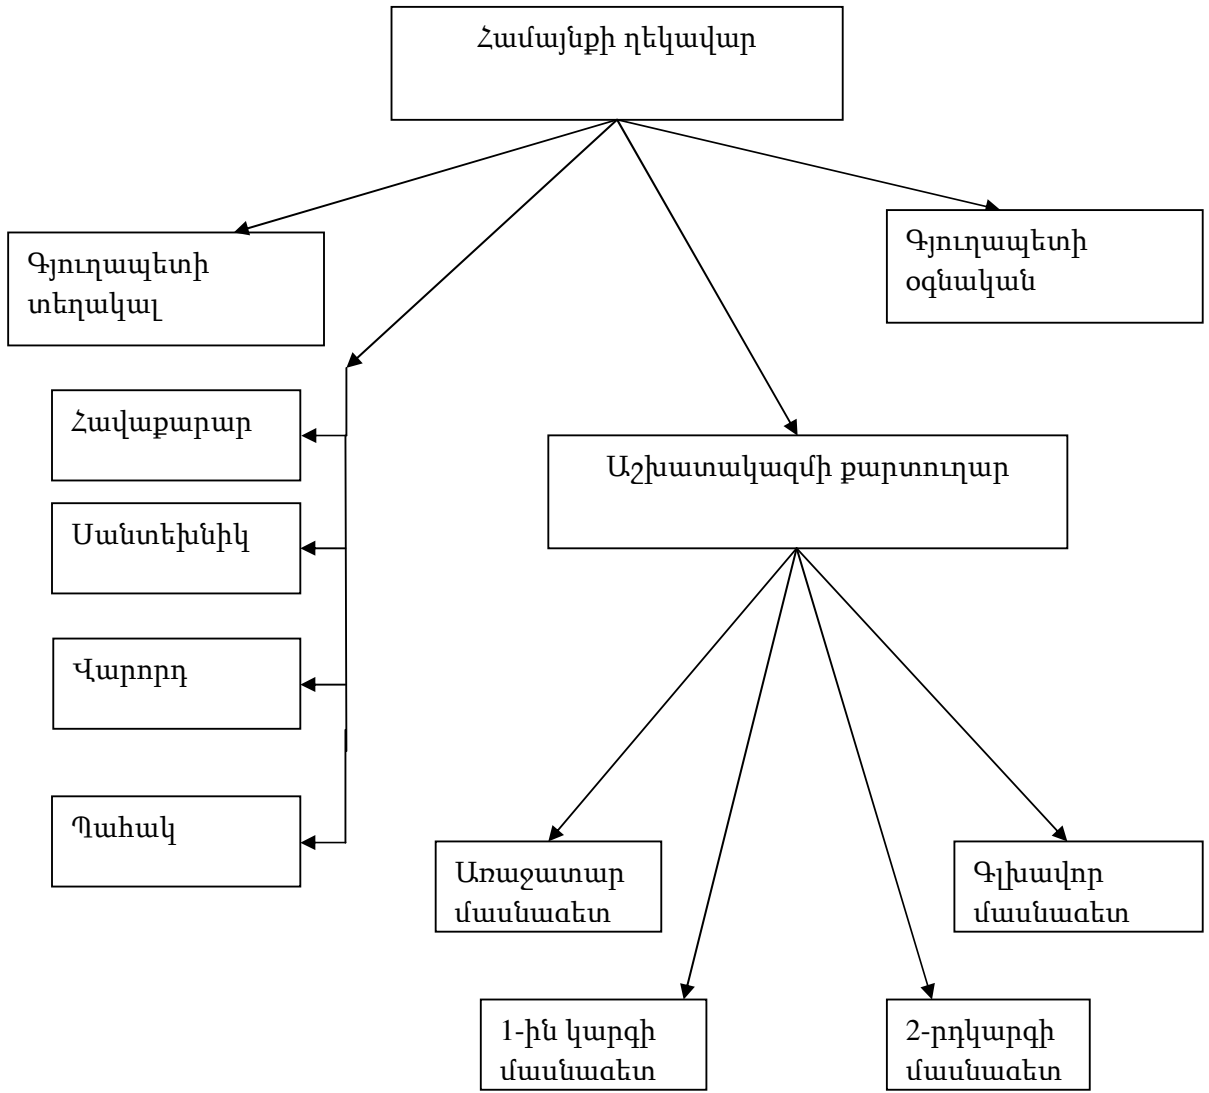 Համայնքի ղեկավար
Գյուղապետի
տեղակալ
Գյուղապետի
օգնական
Հավաքարար
Սանտեխնիկ
Վարորդ
Պահակ
Աշխատակազմի քարտուղար
Առաջատար
մասնագետ
Գլխավոր
մասնագետ
1-ին կարգի
մասնագետ
2-րդկարգի
մասնագետ